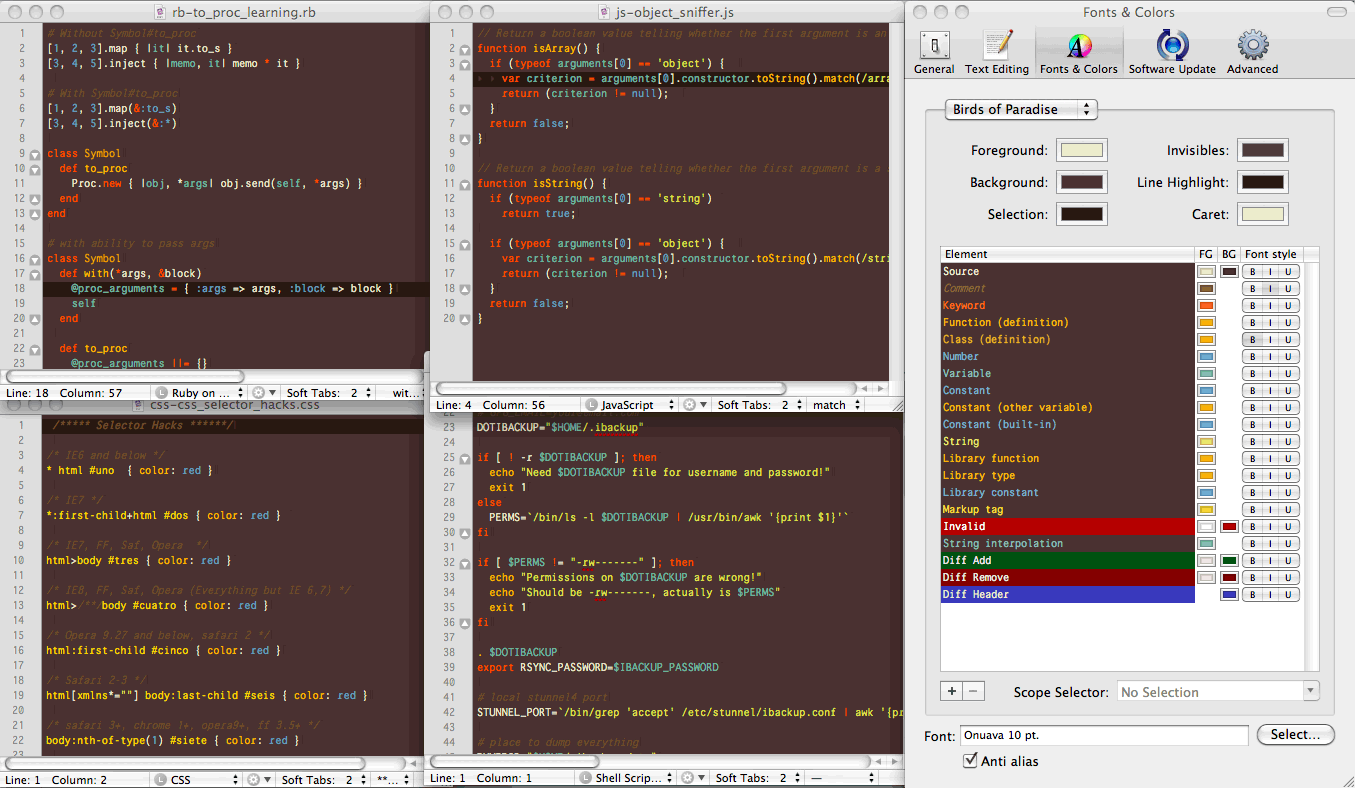 rb-to_proc_learning.rb
1 # Without Symbol#to_proc
2 [1, 2, 3].map { |it| it.to_s }
3 [3, 4, 5].inject { |memo, it| memo * it }
4
5 # With Symbol#to_proc
6 [1, 2, 3].map(&:to_s)
7 [3, 4, 5].inject(&:*)
8
9 class Symbol
10 def to_proc
11 Proc.new { |obj, *args| obj.send(self, *args) }
12 end
13 end
14
15 # with ability to pass args
16 class Symbol
17 def with(*args, &block)
18 @proc_arguments = { :args => args, :block => block }
19 self
20 end
21
22 def to_proc
23 @proc_arguments ||= {}
Line: 18 Column: 57 L Ruby on ... Soft Tabs: 2 wit...
js-object_sniffer.js
1 // Return a boolean value telling whether the first argument is an
2 function isArray() {
3 if (typeof arguments[0] == 'object') {
4 var criterion = arguments[0].constructor.toString().match(/arra
5 return (criterion != null);
6 }
7 return false;
8 }
9
10 // Return a boolean value telling whether the first argument is a s
11 function isString() {
12 if (typeof arguments[0] == 'string')
13 return true;
14
15 if (typeof arguments[0] == 'object') {
16 var criterion = arguments[0].constructor.toString().match(/stri
17 return (criterion != null);
18 }
19 return false;
20 }
Line: 4 Column: 56 L JavaScript Soft Tabs: 2 match
css-css_selector_hacks.css
1 /***** Selector Hacks ******/
2
3 /* IE6 and below */
4 * html #uno { color: red }
5
6 /* IE7 */
7 *:first-child+html #dos { color: red }
8
9 /* IE7, FF, Saf, Opera */
10 html>body #tres { color: red }
11
12 /* IE8, FF, Saf, Opera (Everything but IE 6,7) */
13 html>/**/body #cuatro { color: red }
14
15 /* Opera 9.27 and below, safari 2 */
16 html:first-child #cinco { color: red }
17
18 /* Safari 2-3 */
19 html[xmlns*=""] body:last-child #seis { color: red }
20
21 /* safari 3+, chrome 1+, opera9+, ff 3.5+ */
22 body:nth-of-type(1) #siete { color: red }
23
Line: 1 Column: 2 L CSS Soft Tabs: 2 **...
22
23 DOTIBACKUP="$HOME/.ibackup"
24
25 if [ ! -r $DOTIBACKUP ]; then
26 echo "Need $DOTIBACKUP file for username and password!"
27 exit 1
28 else
29 PERMS=`/bin/ls -l $DOTIBACKUP | /usr/bin/awk '{print $1}'`
30 fi
31
32 if [ $PERMS != "-rw-------" ]; then
33 echo "Permissions on $DOTIBACKUP are wrong!"
34 echo "Should be -rw-------, actually is $PERMS"
35 exit 1
36 fi
37
38 . $DOTIBACKUP
39 export RSYNC_PASSWORD=$IBACKUP_PASSWORD
40
41 # local stunnel4 port
42 STUNNEL_PORT=`/bin/grep 'accept' /etc/stunnel/ibackup.conf | awk '{pr
43
44 # place to dump everything
Line: 1 Column: 1 L Shell Scrip... Soft Tabs: 2 —
Fonts & Colors
General Text Editing Fonts & Colors Software Update Advanced
Birds of Paradise
Foreground: Invisibles:
Background: Line Highlight:
Selection: Caret:
Element FG BG Font style
Source B I U
Comment B I U
Keyword B I U
Function (definition) B I U
Class (definition) B I U
Number B I U
Variable B I U
Constant B I U
Constant (other variable) B I U
Constant (built-in) B I U
String B I U
Library function B I U
Library type B I U
Library constant B I U
Markup tag B I U
Invalid B I U
String interpolation B I U
Diff Add B I U
Diff Remove B I U
Diff Header B I U
+ − Scope Selector: No Selection
Font: Onuava 10 pt. Select...
Anti alias